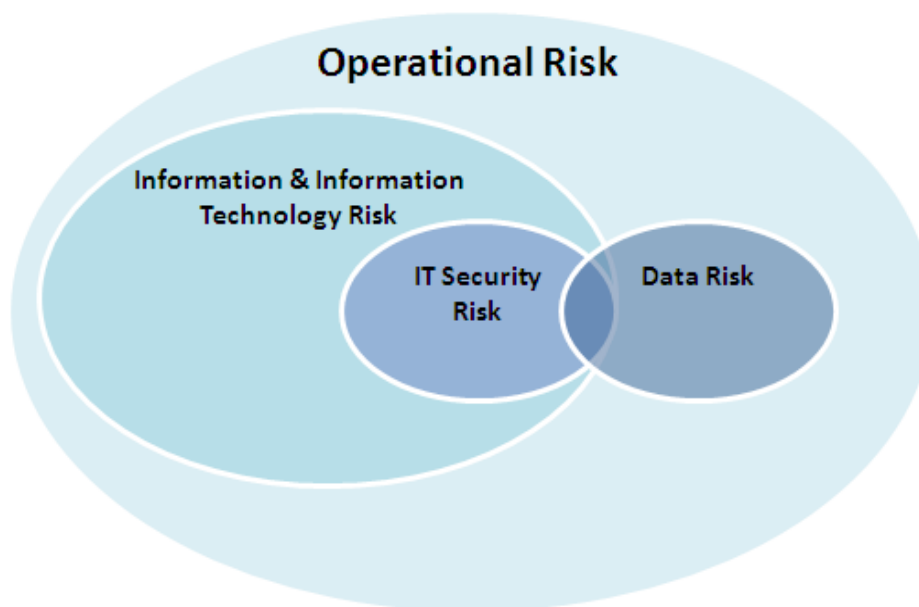 Operational Risk
Information & Information
Technology Risk
IT Security
Risk
Data Risk